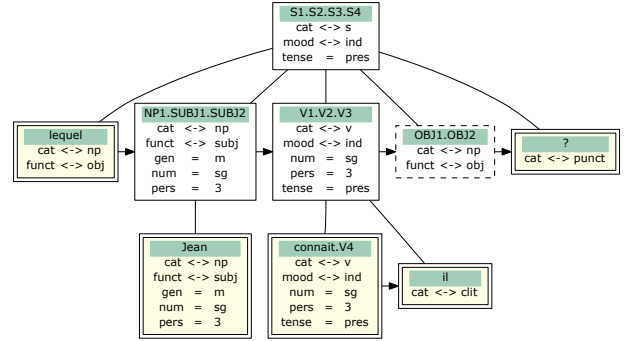 S1.S2.S3.S4
cat <-> s
mood <-> ind
tense = pres
lequel
cat <-> np
funct <-> obj
NP1.SUBJ1.SUBJ2
cat <-> np
funct <-> subj
gen = m
num = sg
pers = 3
V1.V2.V3
cat <-> v
mood <-> ind
num = sg
pers = 3
tense = pres
OBJ1.OBJ2
cat <-> np
funct <-> obj
?
cat <-> punct
Jean
cat <-> np
funct <-> subj
gen = m
num = sg
pers = 3
connait.V4
cat <-> v
mood <-> ind
num = sg
pers = 3
tense = pres
il
cat <-> clit